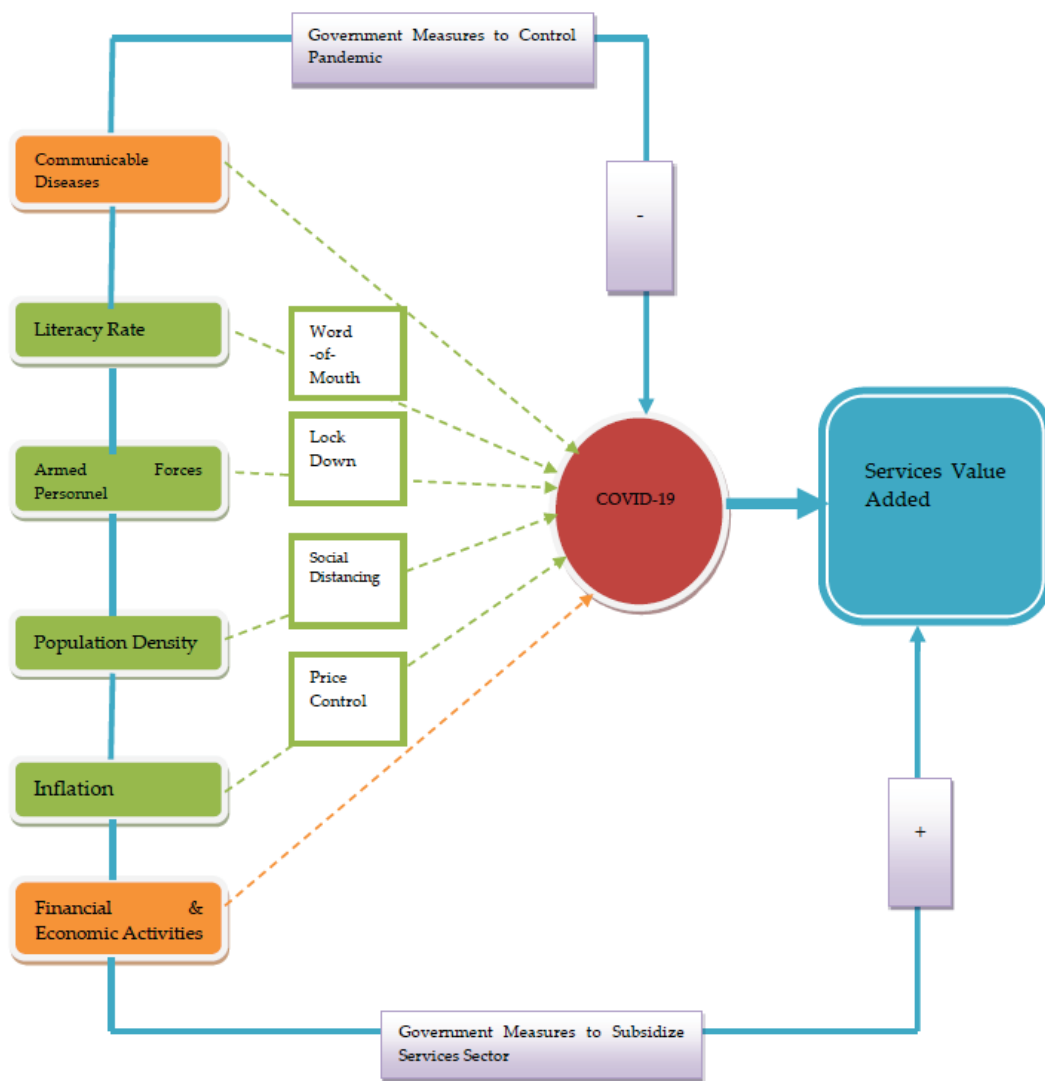 Government Measures to Control
Pandemic
Communicable
Diseases
-
Literacy Rate
Word
-of-
Mouth
Lock
Down
Armed Forces
Personnel
COVID-19
Services Value
Added
Social
Distancing
Population Density
Price
Control
Inflation
+
Financial &
Economic Activities
Government Measures to Subsidize
Services Sector